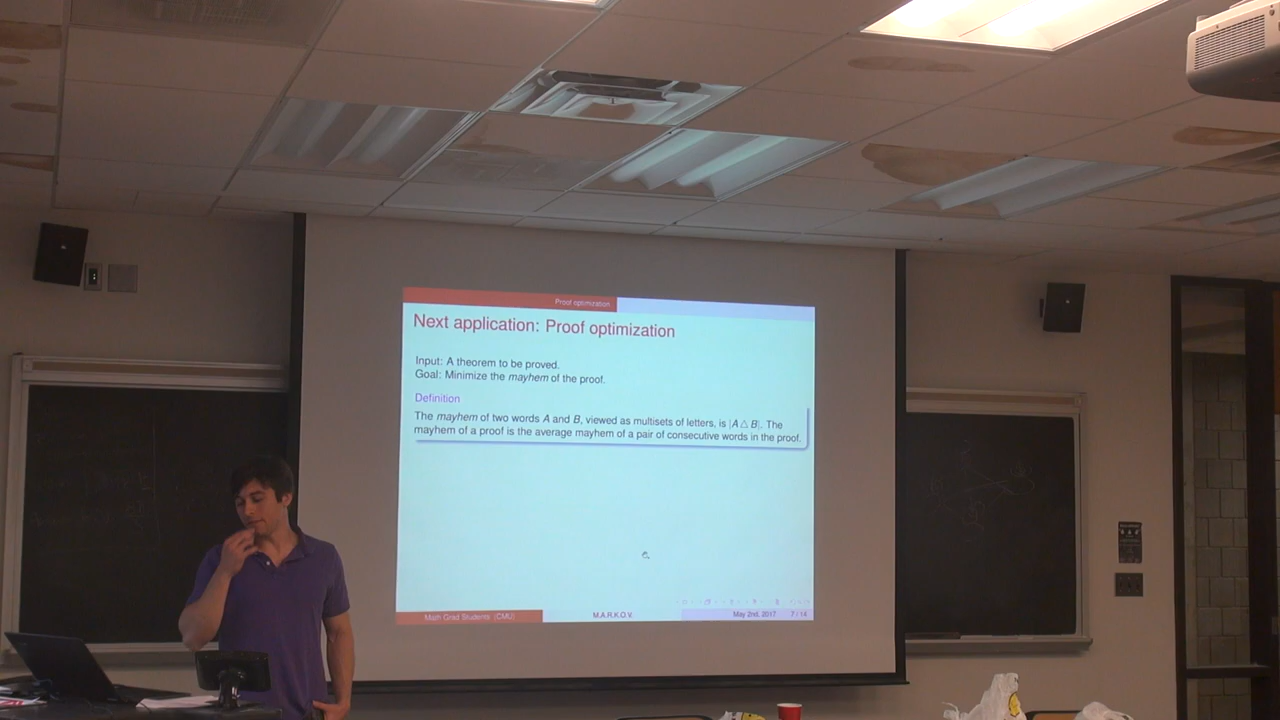 Proof optimization
Next application: Proof optimization
Input: A theorem to be proved.
Goal: Minimize the mayhem of the proof.
Definition
The mayhem of two words A and B, viewed as multisets of letters, is |A △ B|. The
mayhem of a proof is the average mayhem of a pair of consecutive words in the proof.
Math Grad Students (CMU)
M.A.R.K.O.V.
May 2nd, 2017
7 / 14